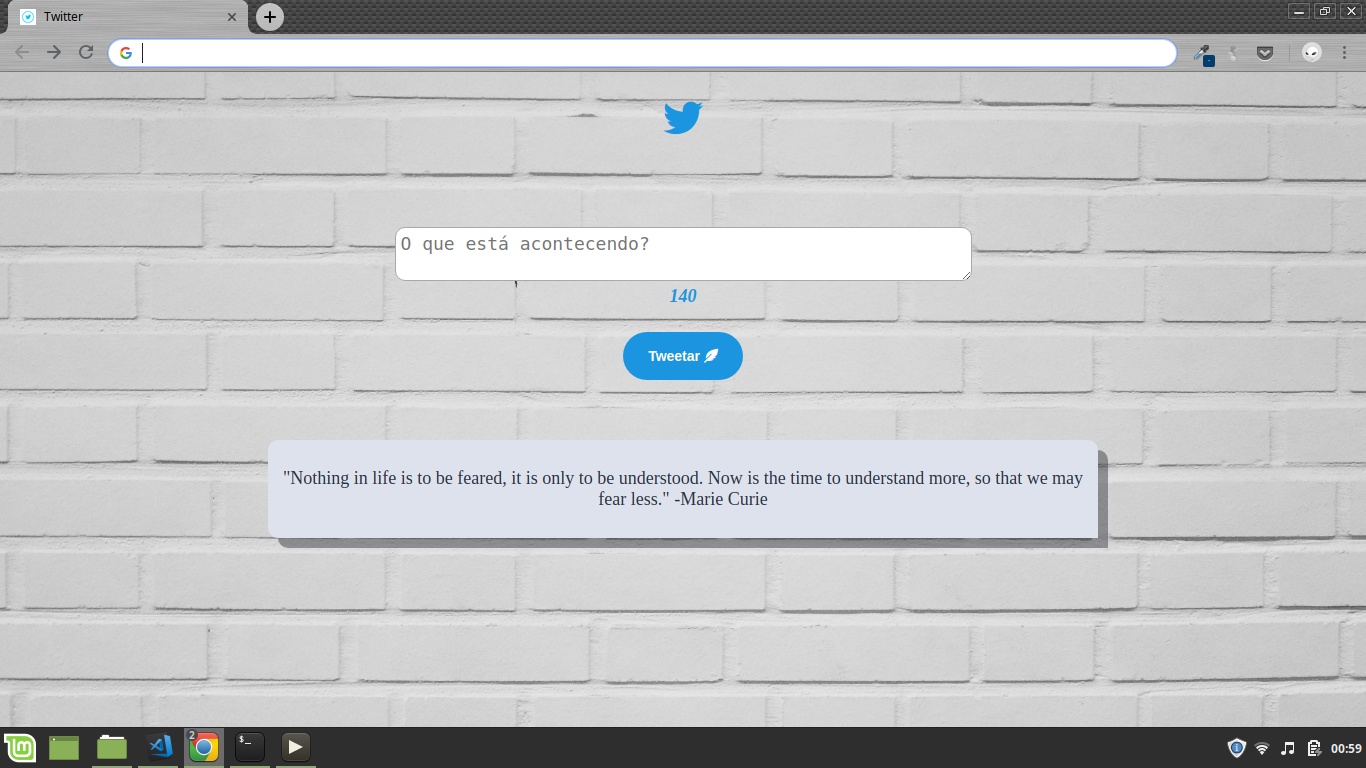 Twitter
O que está acontecendo?
140
Tweetar
"Nothing in life is to be feared, it is only to be understood. Now is the time to understand more, so that we may
fear less." -Marie Curie
2
$_
00:59